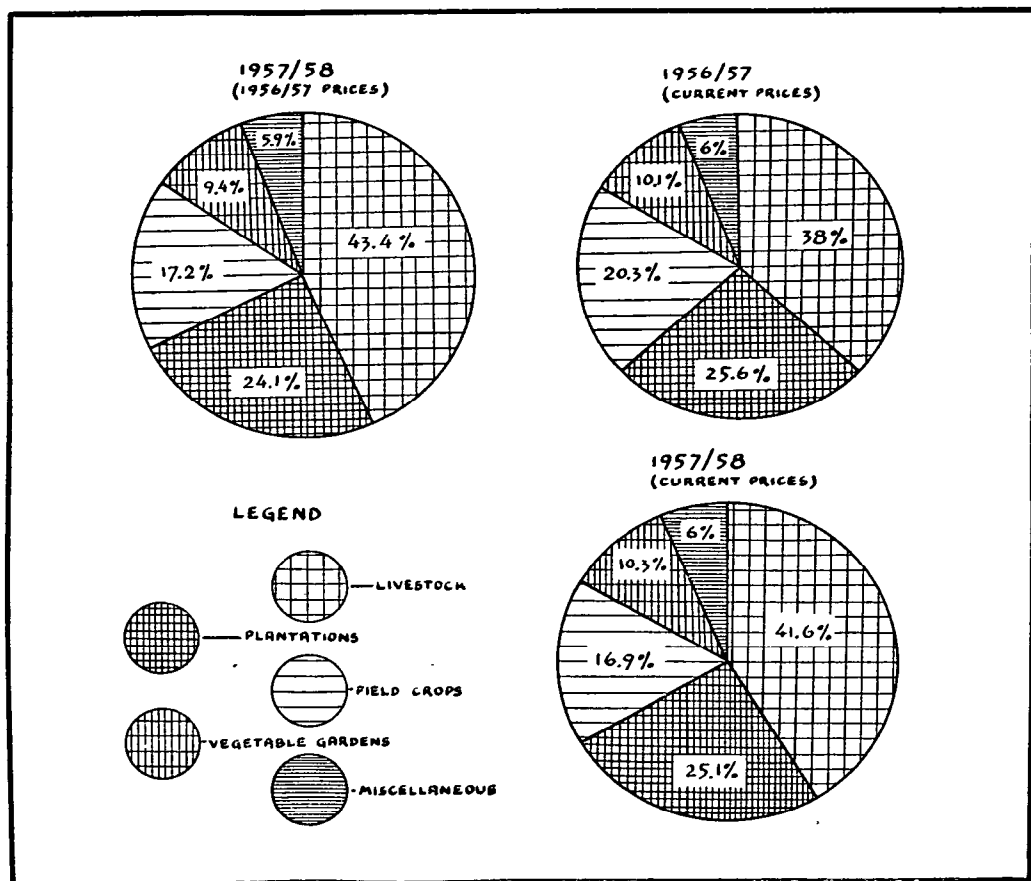 1957/58
(1956/57 PRICES)
5.9%
9.4%
43.4%
17.2%
24.1%
1956/57
(CURRENT PRICES)
6%
10.1%
38%
20.3%
25.6%
1957/58
(CURRENT PRICES)
6%
10.3%
41.6%
16.9%
25.1%
LEGEND
LIVESTOCK
PLANTATIONS
FIELD CROPS
VEGETABLE GARDENS
MISCELLANEOUS